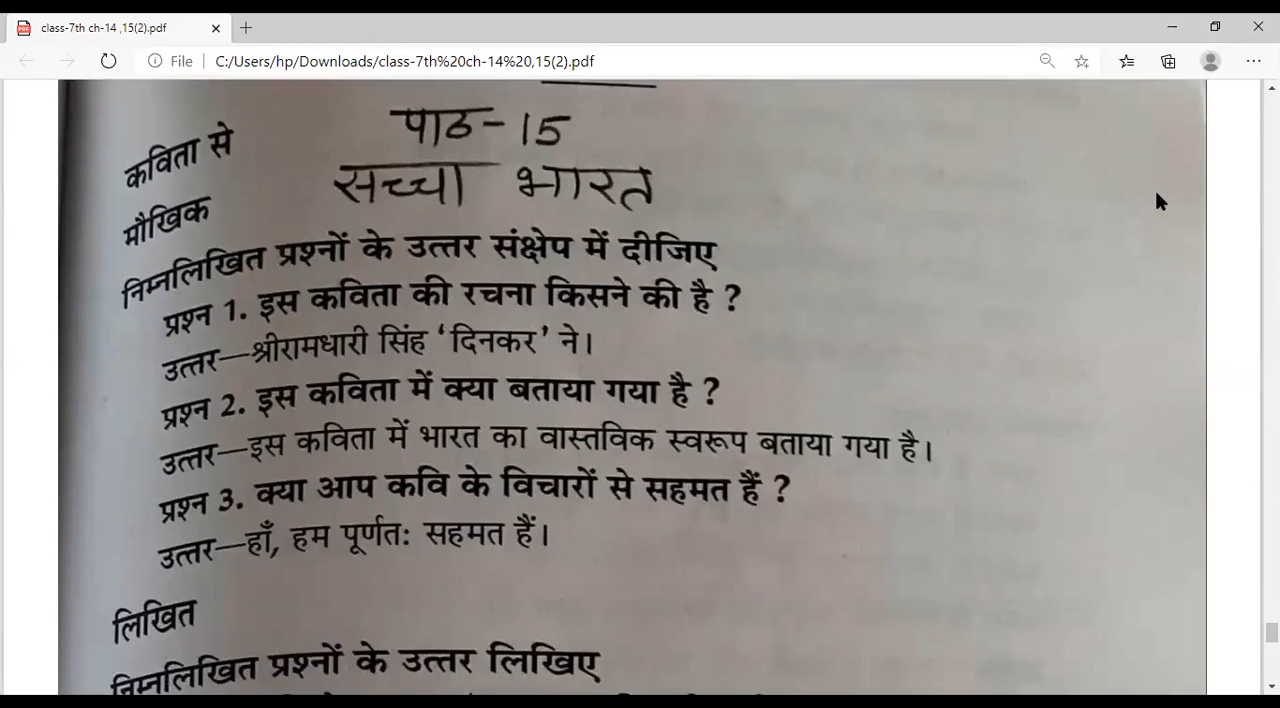 class-7th ch-14 ,15(2).pdf
File
C:/Users/hp/Downloads/class-7th%20ch-14%20,15(2).pdf
पाठ-15
कविता से
सच्चा भारत
मौखिक
निम्नलिखित प्रश्नों के उत्तर संक्षेप में दीजिए
प्रश्न 1. इस कविता की रचना किसने की है ?
उत्तर—श्रीरामधारी सिंह ‘दिनकर’ ने।
प्रश्न 2. इस कविता में क्या बताया गया है ?
उत्तर—इस कविता में भारत का वास्तविक स्वरूप बताया गया है।
प्रश्न 3. क्या आप कवि के विचारों से सहमत हैं ?
उत्तर—हाँ, हम पूर्णतः सहमत हैं।
लिखित
निम्नलिखित प्रश्नों के उत्तर लिखिए